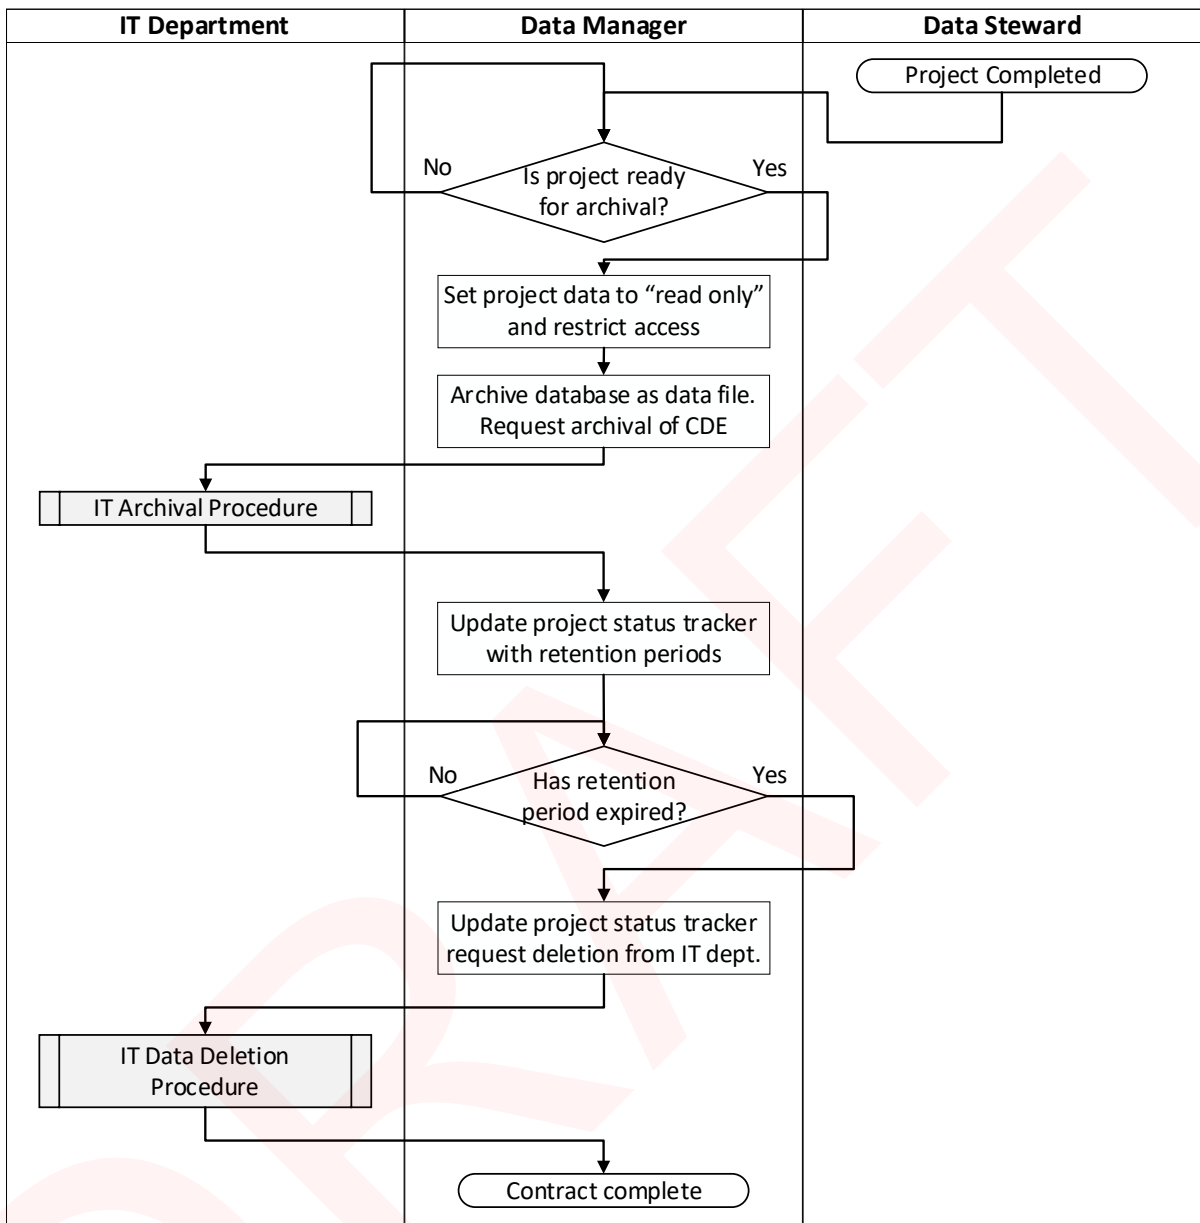 IT Department
Data Manager
Data Steward
Project Completed
No
Yes
Is project ready
for archival?
Set project data to “read only”
and restrict access
Archive database as data file.
Request archival of CDE
IT Archival Procedure
Update project status tracker
with retention periods
No
Yes
Has retention
period expired?
Update project status tracker
request deletion from IT dept.
IT Data Deletion
Procedure
Contract complete
DRAFT